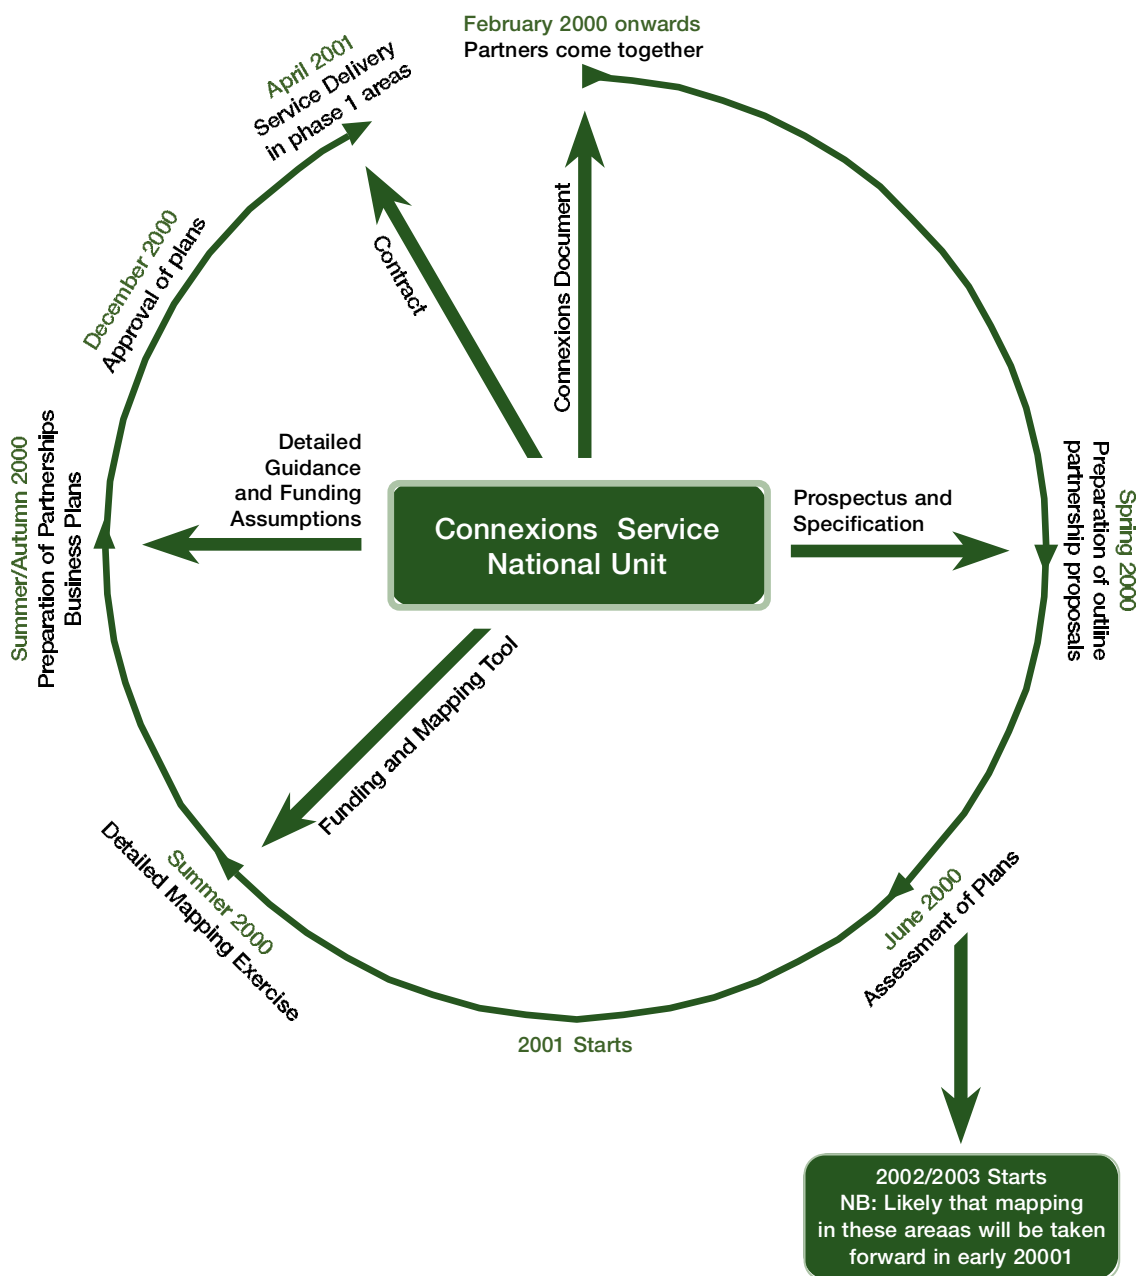 February 2000 onwards
Partners come together
April 2001
Service Delivery
in phase 1 areas
Contract
Connexions Document
December 2000
Approval of plans
Detailed
Guidance
and Funding
Assumptions
Connexions Service
National Unit
Prospectus and
Specification
Spring 2000
Preparation of outline
partnership proposals
Summer/Autumn 2000
Preparation of Partnerships
Business Plans
Funding and Mapping Tool
Summer 2000
Detailed Mapping Exercise
June 2000
Assessment of Plans
2001 Starts
2002/2003 Starts
NB: Likely that mapping
in these areaas will be taken
forward in early 20001